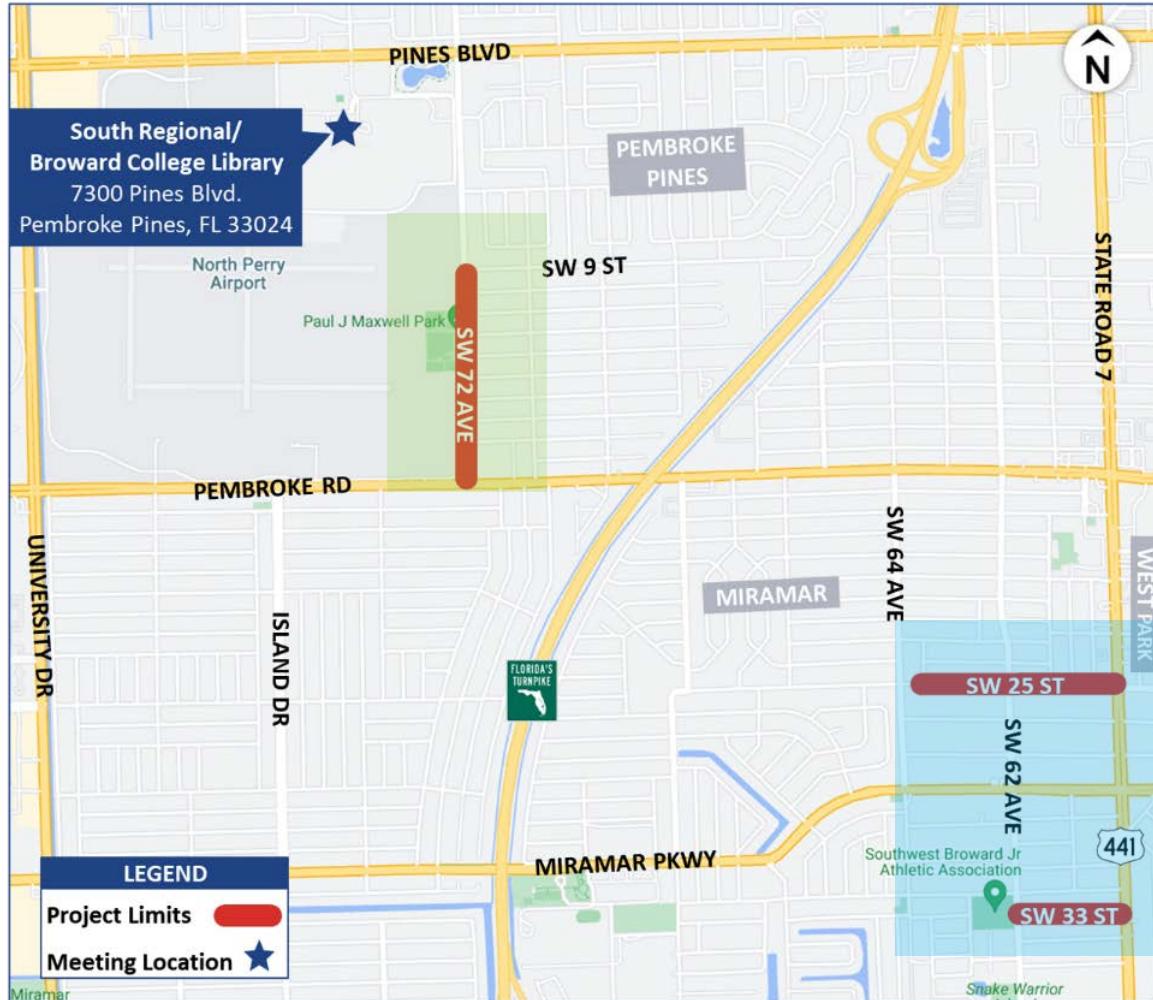 PINES BLVD
N
South Regional/
Broward College Library
7300 Pines Blvd.
Pembroke Pines, FL 33024
PEMBROKE
PINES
North Perry
Airport
SW 9 ST
STATE ROAD 7
Paul J Maxwell Park
SW 72 AVE
PEMBROKE RD
UNIVERSITY DR
ISLAND DR
SW 64 AVE
WEST PARK
MIRAMAR
FLORIDA'S
TURNPIKE
SW 25 ST
SW 62 AVE
441
MIRAMAR PKWY
Southwest Broward Jr
Athletic Association
SW 33 ST
LEGEND
Project Limits
Meeting Location
Miramar
Snake Warrior